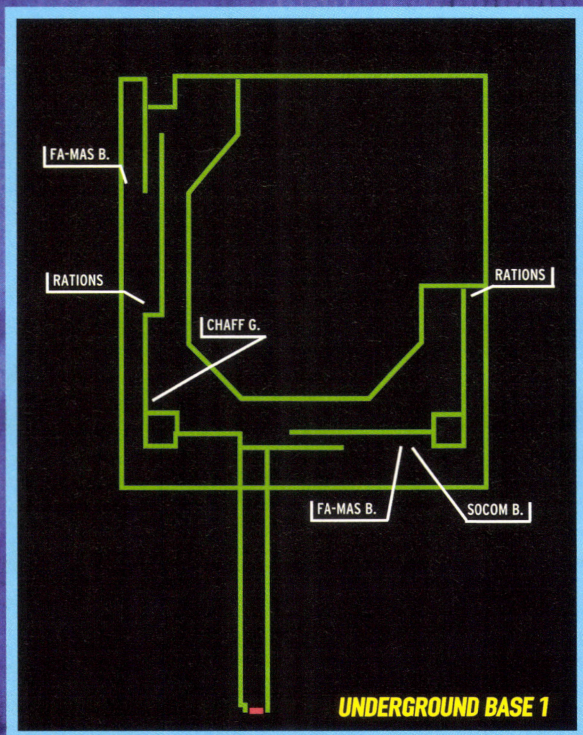 FA-MAS B.
RATIONS
RATIONS
CHAFF G.
FA-MAS B.
SOCOM B.
UNDERGROUND BASE 1